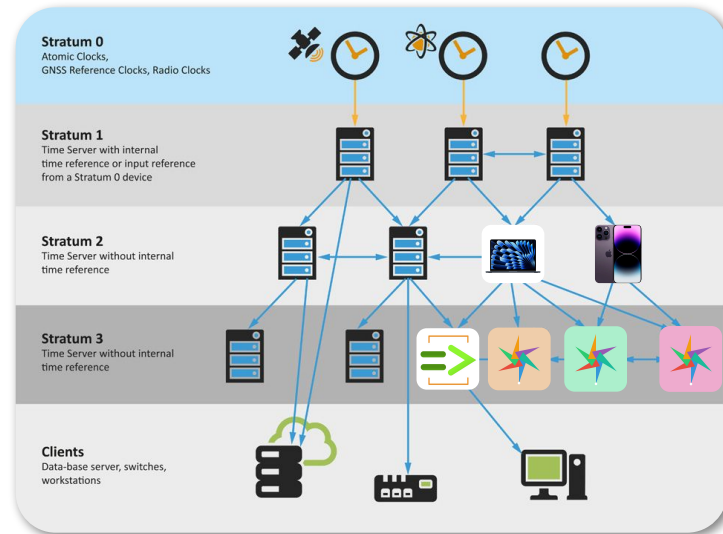 Stratum 0
Atomic Clocks,
GNSS Reference Clocks, Radio Clocks
Stratum 1
Time Server with internal
time reference or input reference
from a Stratum 0 device
Stratum 2
Time Server without internal
time reference
Stratum 3
Time Server without internal
time reference
Clients
Data-base server, switches,
workstations